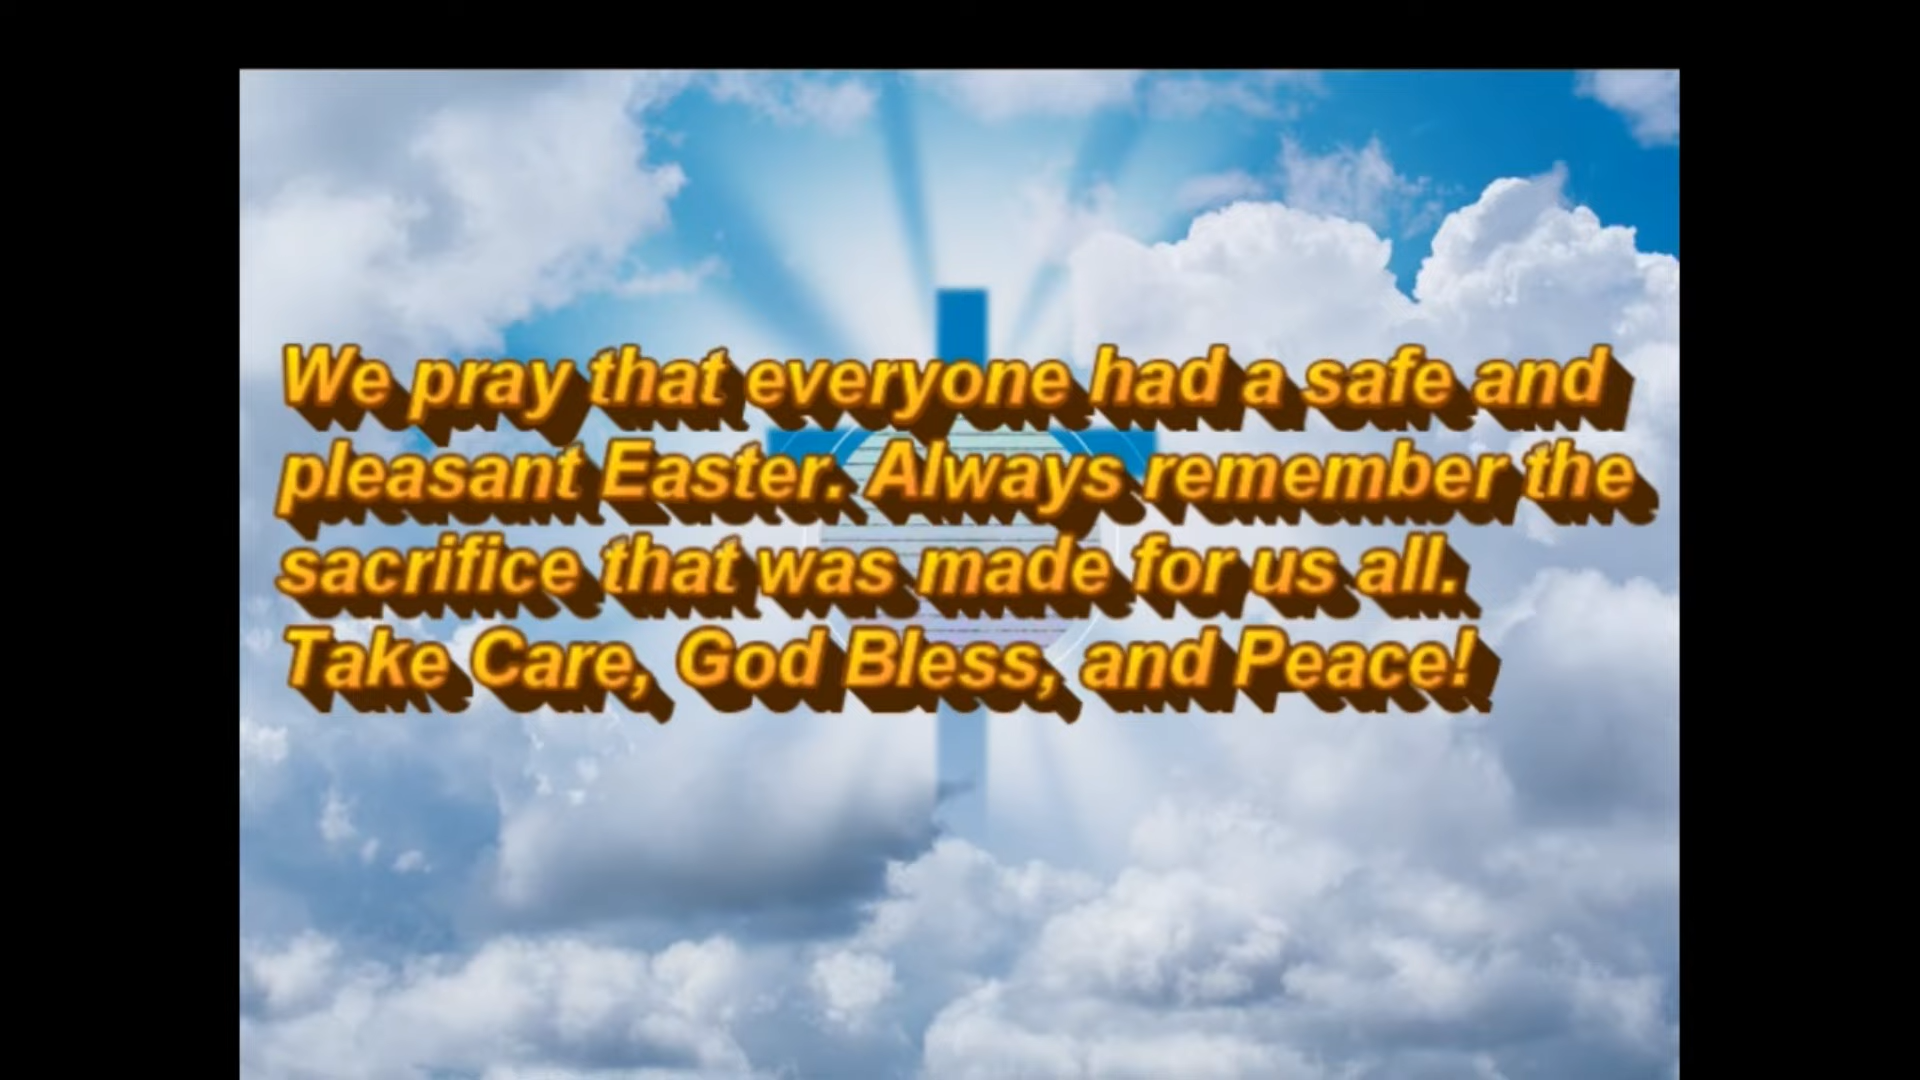 We pray that everyone had a safe and
pleasant Easter. Always remember the
sacrifice that was made for us all.
Take Care, God Bless, and Peace!